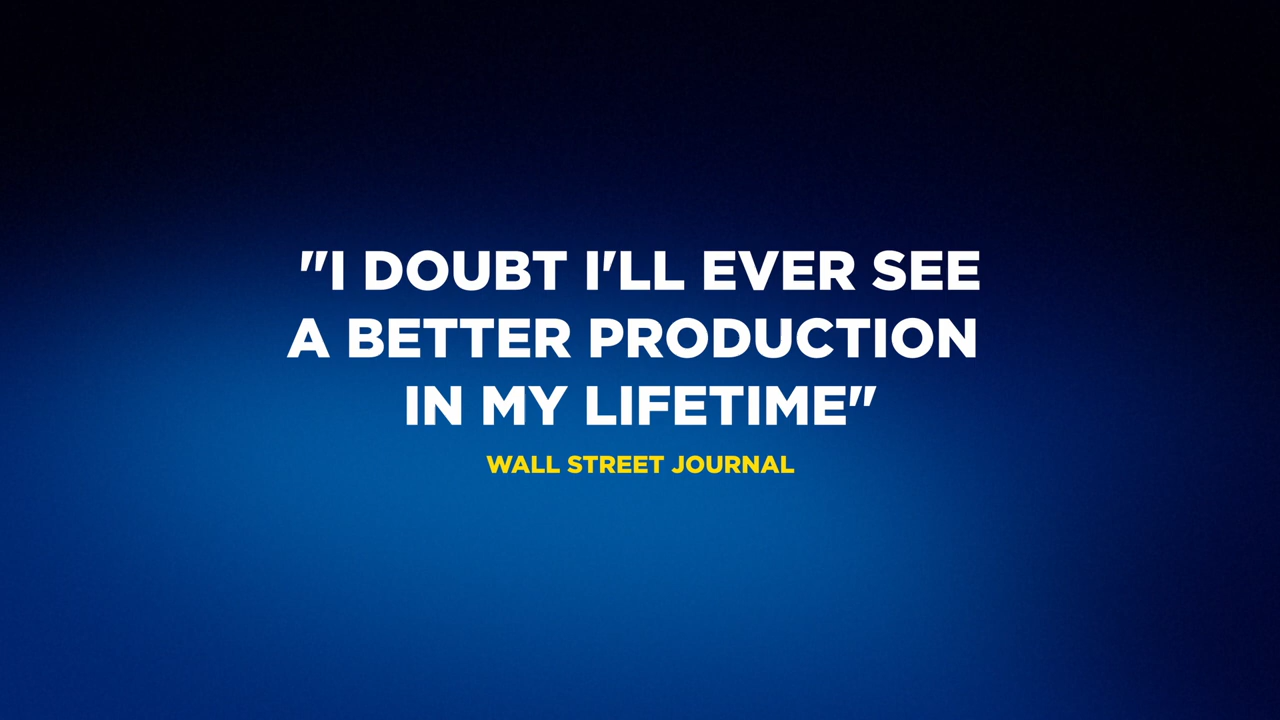 "I DOUBT I'LL EVER SEE
A BETTER PRODUCTION
IN MY LIFETIME"
WALL STREET JOURNAL